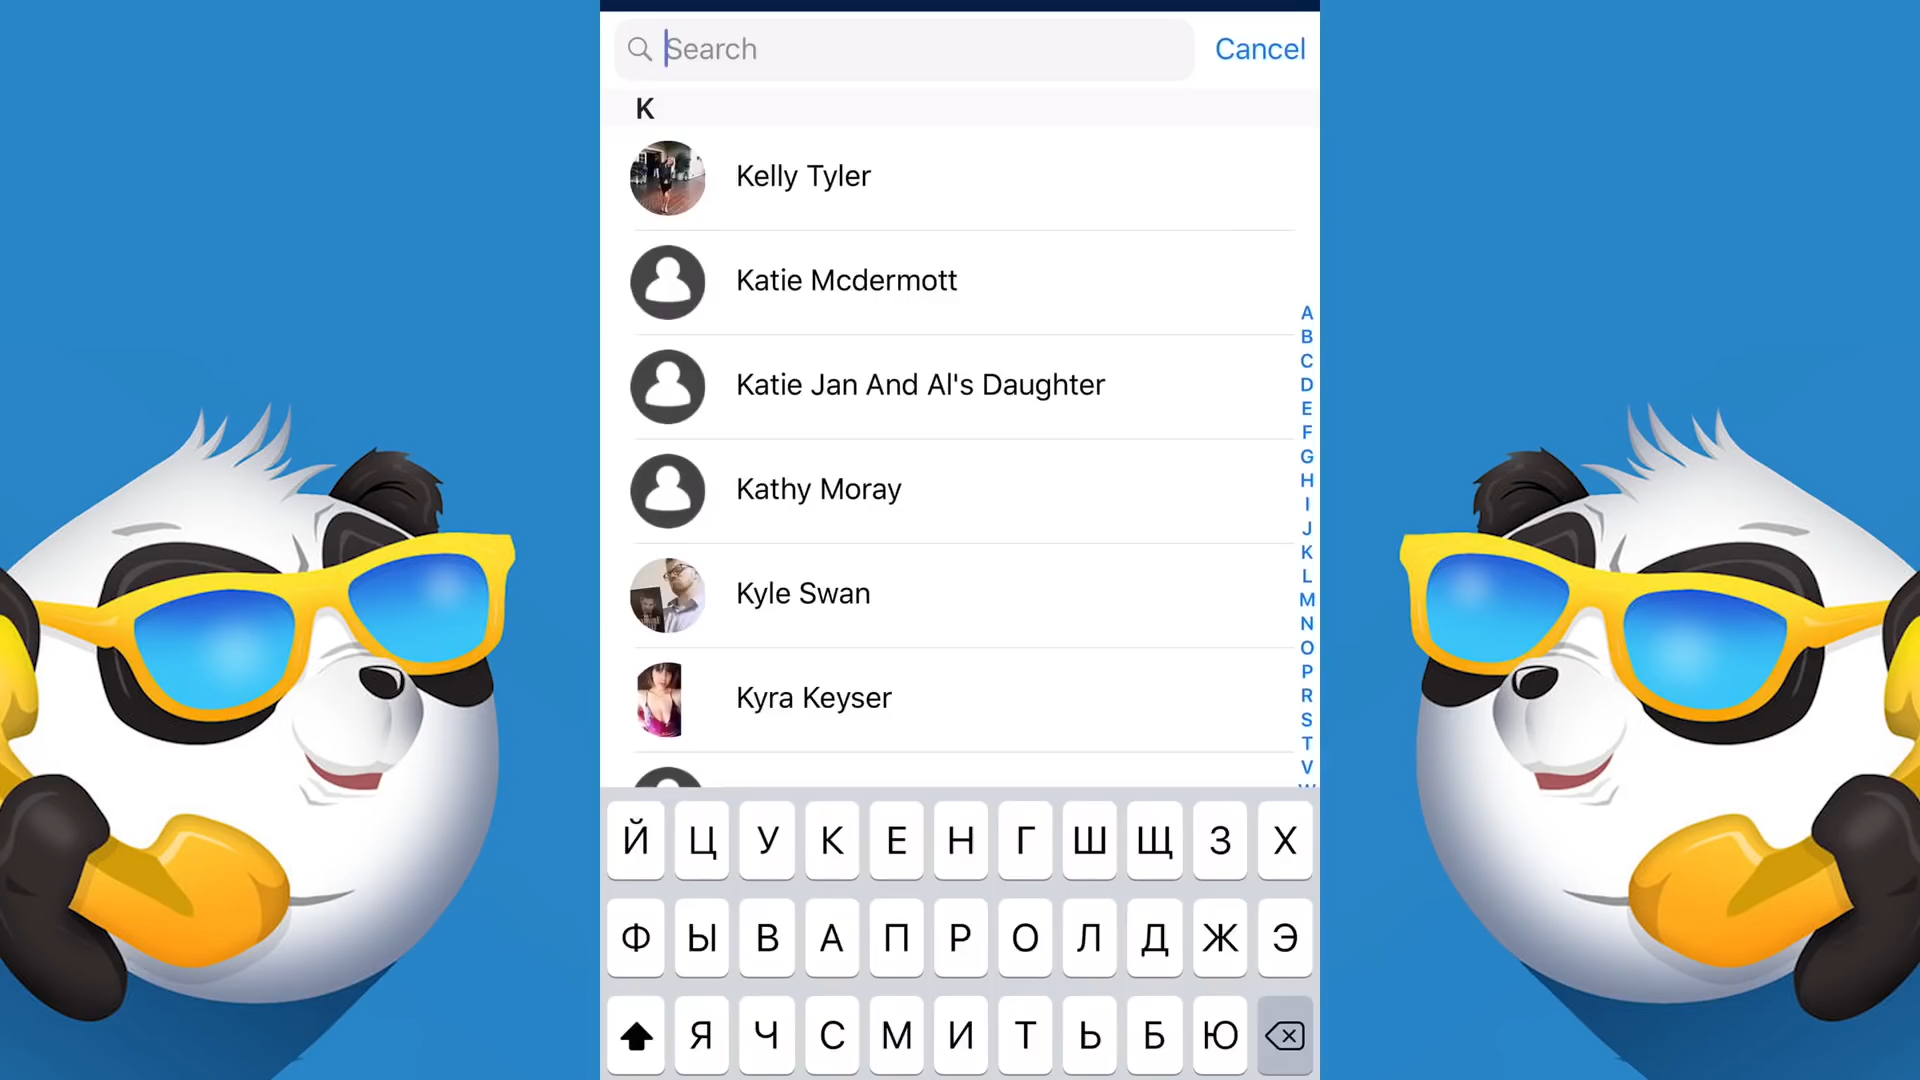 Search
Cancel
K
Kelly Tyler
Katie Mcdermott
Katie Jan And Al's Daughter
Kathy Moray
Kyle Swan
Kyra Keyser
A
B
C
D
E
F
G
H
I
J
K
L
M
N
O
P
R
S
T
V
Й Ц У К Е Н Г Ш Щ З Х
Ф Ы В А П Р О Л Д Ж Э
Я Ч С М И Т Ь Б Ю